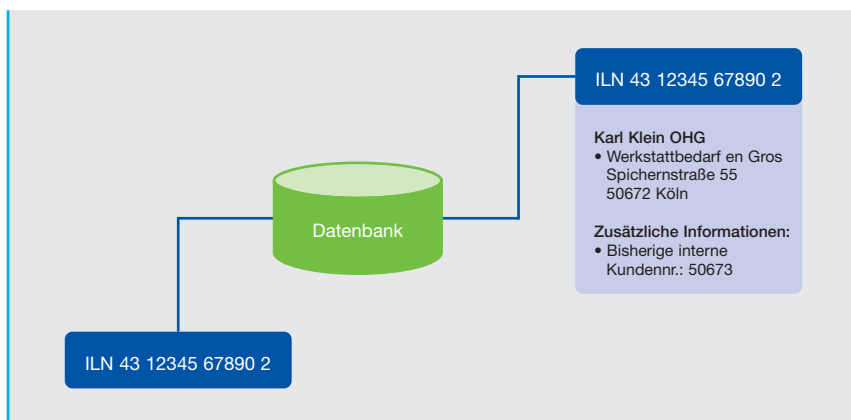 ILN 43 12345 67890 2
Karl Klein OHG
• Werkstattbedarf en Gros
Spichernstraße 55
50672 Köln
Zusätzliche Informationen:
• Bisherige interne
Kundennr.: 50673
Datenbank
ILN 43 12345 67890 2